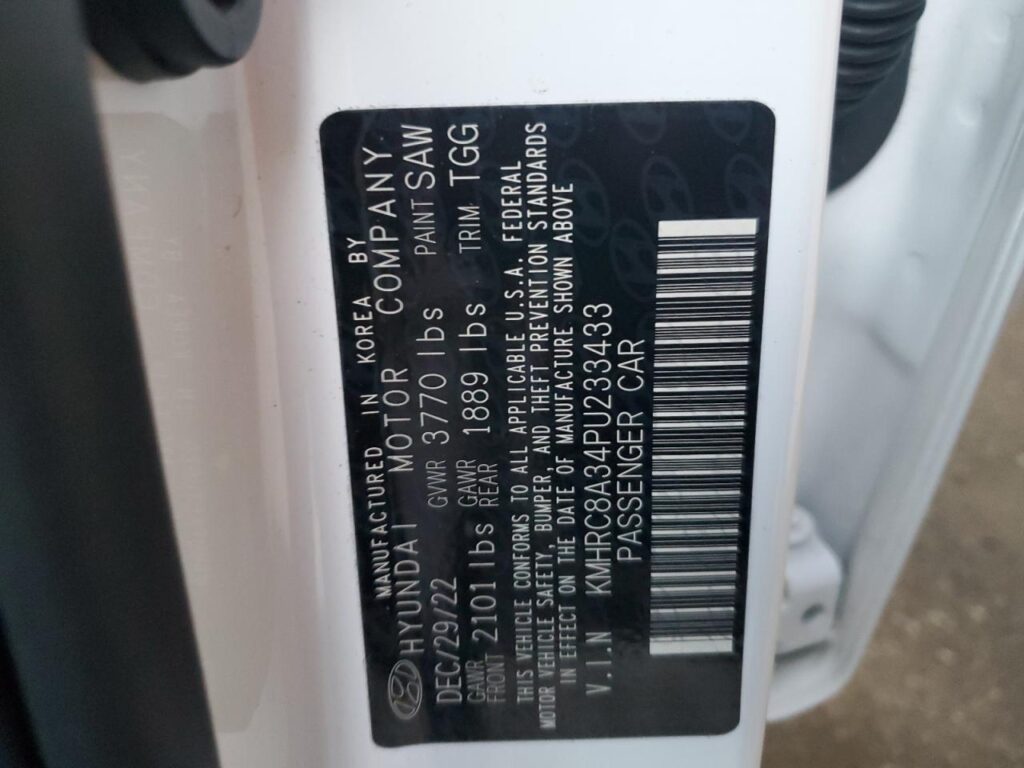 MANUFACTURED IN KOREA BY
HYUNDAI MOTOR COMPANY
DEC/29/22 GVWR 3770 lbs PAINT SAW
GAWR FRONT 2101 lbs GAWR REAR 1889 lbs TRIM TGG
THIS VEHICLE CONFORMS TO ALL APPLICABLE U.S.A. FEDERAL
MOTOR VEHICLE SAFETY, BUMPER, AND THEFT PREVENTION STANDARDS
IN EFFECT ON THE DATE OF MANUFACTURE SHOWN ABOVE
V.I.N KMHRC8A34PU233433
PASSENGER CAR